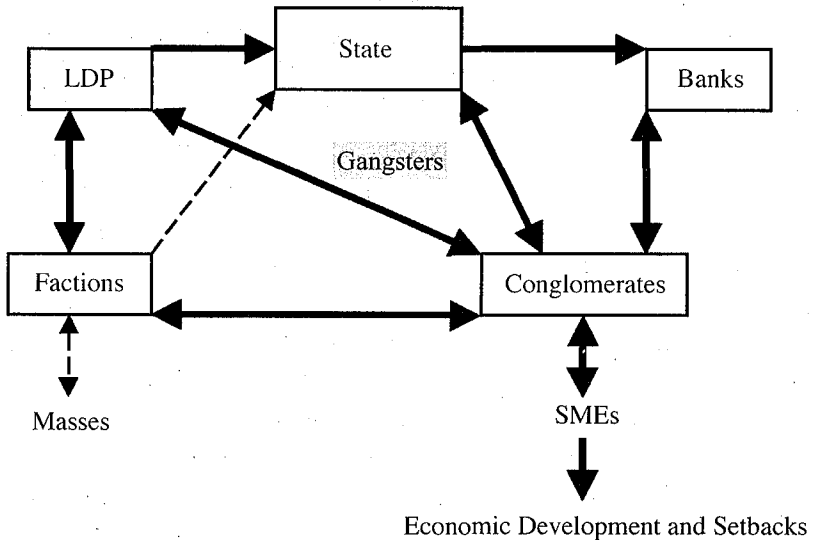 State
LDP
Banks
Gangsters
Factions
Conglomerates
Masses
SMEs
Economic Development and Setbacks